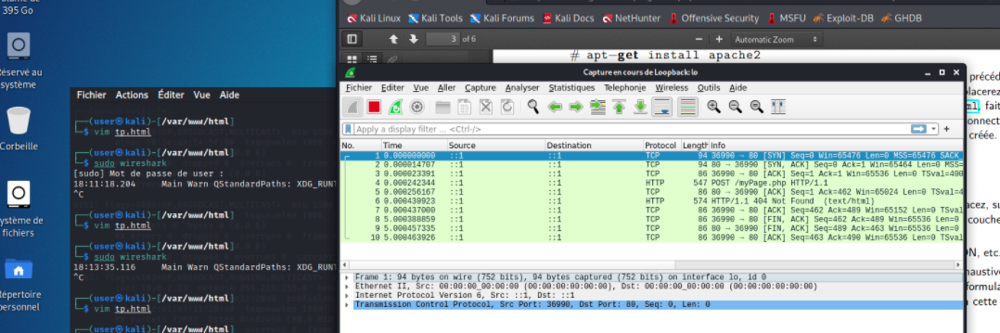 395 Go
Réservé au
système
Corbeille
système de
fichiers
Répertoire
personnel
Fichier Actions Éditer Vue Aide
┌──(user㉿kali)-[/var/www/html]
└─$ vim tp.html
┌──(user㉿kali)-[/var/www/html]
└─$ sudo wireshark
[sudo] Mot de passe de user :
18:11:18.204 Main Warn QStandardPaths: XDG_RUNT
^C
┌──(user㉿kali)-[/var/www/html]
└─$ vim tp.html
┌──(user㉿kali)-[/var/www/html]
└─$ sudo wireshark
18:13:35.116 Main Warn QStandardPaths: XDG_RUNT
^C
┌──(user㉿kali)-[/var/www/html]
└─$ vim tp.html
┌──(user㉿kali)-[/var/www/html]
Kali Linux Kali Tools Kali Forums Kali Docs NetHunter Offensive Security MSFU Exploit-DB GHDB
3 of 6 − + Automatic Zoom
# apt−get install apache2
Capture en cours de Loopback: lo
Fichier Editer Vue Aller Capture Analyser Statistiques Telephonie Wireless Outils Aide
Apply a display filter ... <Ctrl-/>
No. Time Source Destination Protocol Length Info
1 0.000000000 ::1 ::1 TCP 94 36990 → 80 [SYN] Seq=0 Win=65476 Len=0 MSS=65476 SACK_
2 0.000014707 ::1 ::1 TCP 94 80 → 36990 [SYN, ACK] Seq=0 Ack=1 Win=65464 Len=0 MSS=
3 0.000023391 ::1 ::1 TCP 86 36990 → 80 [ACK] Seq=1 Ack=1 Win=65536 Len=0 TSval=400
4 0.000242344 ::1 ::1 HTTP 547 POST /myPage.php HTTP/1.1
5 0.000256167 ::1 ::1 TCP 86 80 → 36990 [ACK] Seq=1 Ack=462 Win=65024 Len=0 TSval=4
6 0.000430923 ::1 ::1 HTTP 574 HTTP/1.1 404 Not Found (text/html)
7 0.000437000 ::1 ::1 TCP 86 36990 → 80 [ACK] Seq=462 Ack=489 Win=65152 Len=0 TSval
8 5.000388859 ::1 ::1 TCP 86 36990 → 80 [FIN, ACK] Seq=462 Ack=489 Win=65536 Len=0
9 5.000457335 ::1 ::1 TCP 86 80 → 36990 [FIN, ACK] Seq=489 Ack=463 Win=65536 Len=0
10 5.000463926 ::1 ::1 TCP 86 36990 → 80 [ACK] Seq=463 Ack=490 Win=65536 Len=0 TSval
Frame 1: 94 bytes on wire (752 bits), 94 bytes captured (752 bits) on interface lo, id 0
Ethernet II, Src: 00:00:00_00:00:00 (00:00:00:00:00:00), Dst: 00:00:00_00:00:00 (00:00:00:00:00:00)
Internet Protocol Version 6, Src: ::1, Dst: ::1
Transmission Control Protocol, Src Port: 36990, Dst Port: 80, Seq: 0, Len: 0
précéd
placerez
ml, fait
connect
créée.
acez, su
couche
ON, etc.
haustive
formula
cette